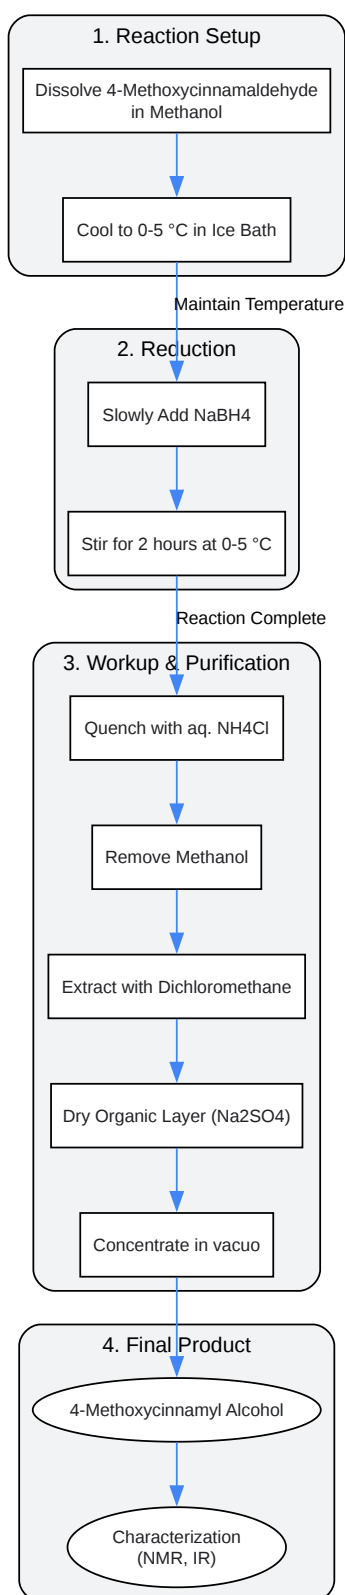 1. Reaction Setup
Dissolve 4-Methoxycinnamaldehyde
in Methanol
Cool to 0-5 °C in Ice Bath
Maintain Temperature
2. Reduction
Slowly Add NaBH4
Stir for 2 hours at 0-5 °C
Reaction Complete
3. Workup & Purification
Quench with aq. NH4Cl
Remove Methanol
Extract with Dichloromethane
Dry Organic Layer (Na2SO4)
Concentrate in vacuo
4. Final Product
4-Methoxycinnamyl Alcohol
Characterization
(NMR, IR)